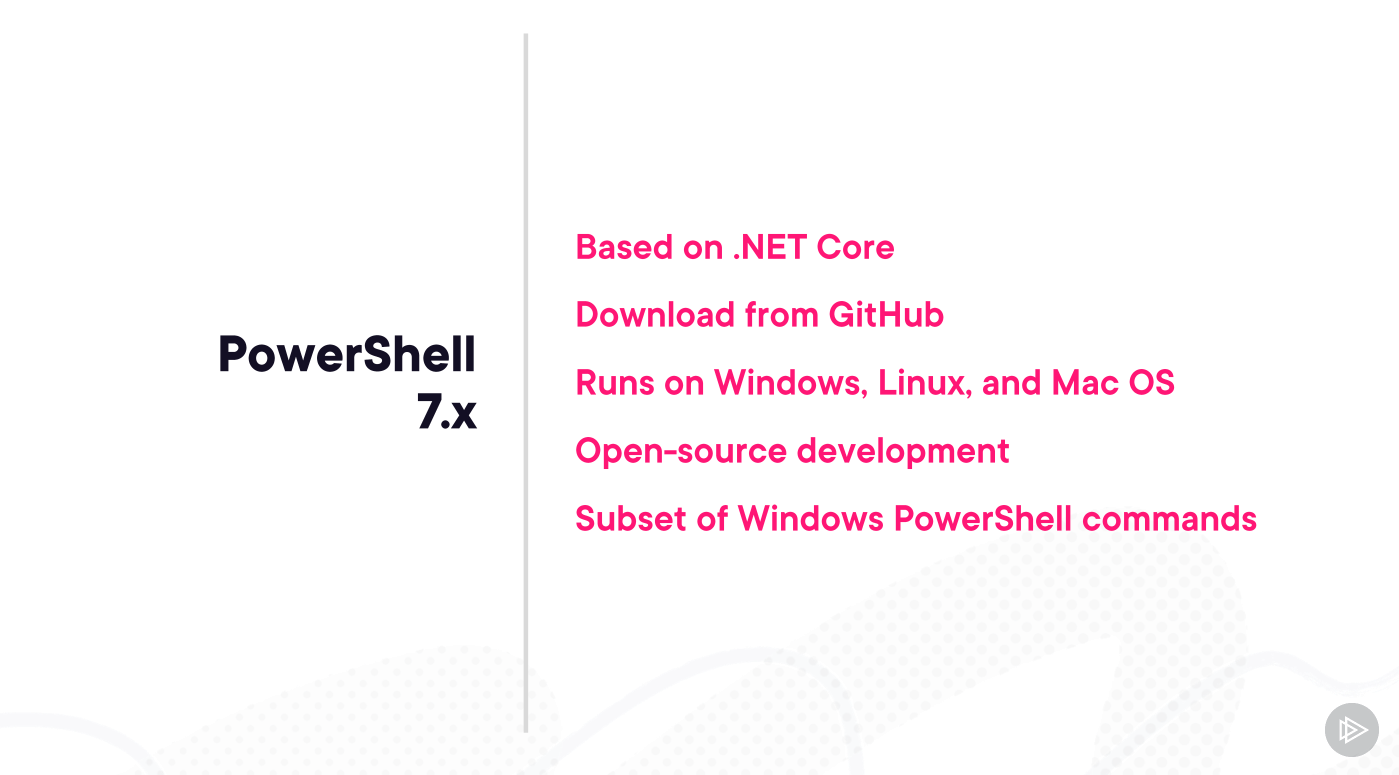 PowerShell
7.x
Based on .NET Core
Download from GitHub
Runs on Windows, Linux, and Mac OS
Open-source development
Subset of Windows PowerShell commands